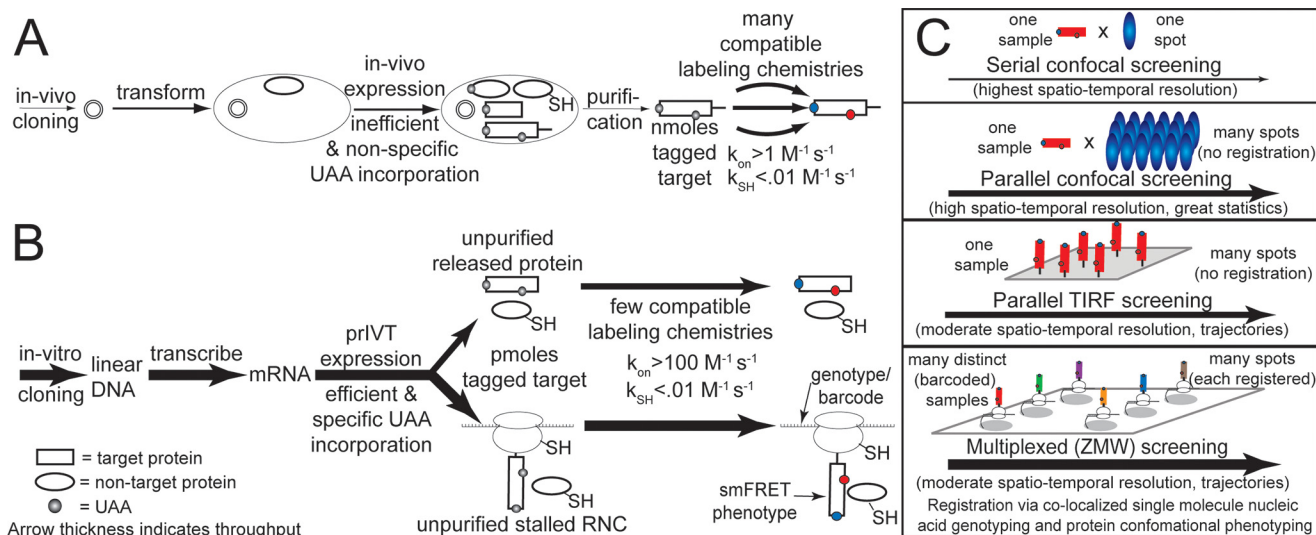 A
in-vivo
cloning
transform
in-vivo
expression
inefficient
& non-specific
UAA incorporation
SH
purifi-
cation
many
compatible
labeling chemistries
nmoles
tagged
target
kon>1 M-1 s-1
kSH<.01 M-1 s-1
B
in-vitro
cloning
linear
DNA
transcribe
mRNA
prIVT
expression
efficient &
specific UAA
incorporation
unpurified
released protein
SH
pmoles
tagged target
SH
SH
unpurified stalled RNC
few compatible
labeling chemistries
kon>100 M-1 s-1
kSH<.01 M-1 s-1
SH
genotype/
barcode
SH
smFRET
phenotype
SH
= target protein
= non-target protein
= UAA
Arrow thickness indicates throughput
C
one
sample
x
one
spot
Serial confocal screening
(highest spatio-temporal resolution)
one
sample
x
many spots
(no registration)
Parallel confocal screening
(high spatio-temporal resolution, great statistics)
one
sample
many spots
(no registration)
Parallel TIRF screening
(moderate spatio-temporal resolution, trajectories)
many distinct
(barcoded)
samples
many spots
(each registered)
Multiplexed (ZMW) screening
(moderate spatio-temporal resolution, trajectories)
Registration via co-localized single molecule nucleic
acid genotyping and protein confomational phenotyping